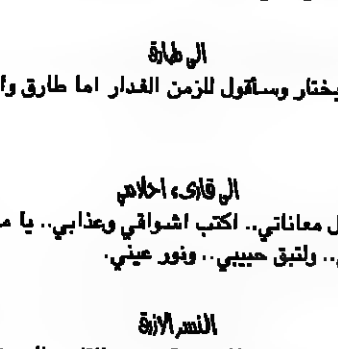 الى طارق
يختار وسأقول للزمن الغدار اما طارق وا
الى قارىء احلامي
ل معاناتي.. اكتب اشواقي وعذابي.. يا م
.. ولتبق حبيبي.. ونور عيني.
النسر الازرق